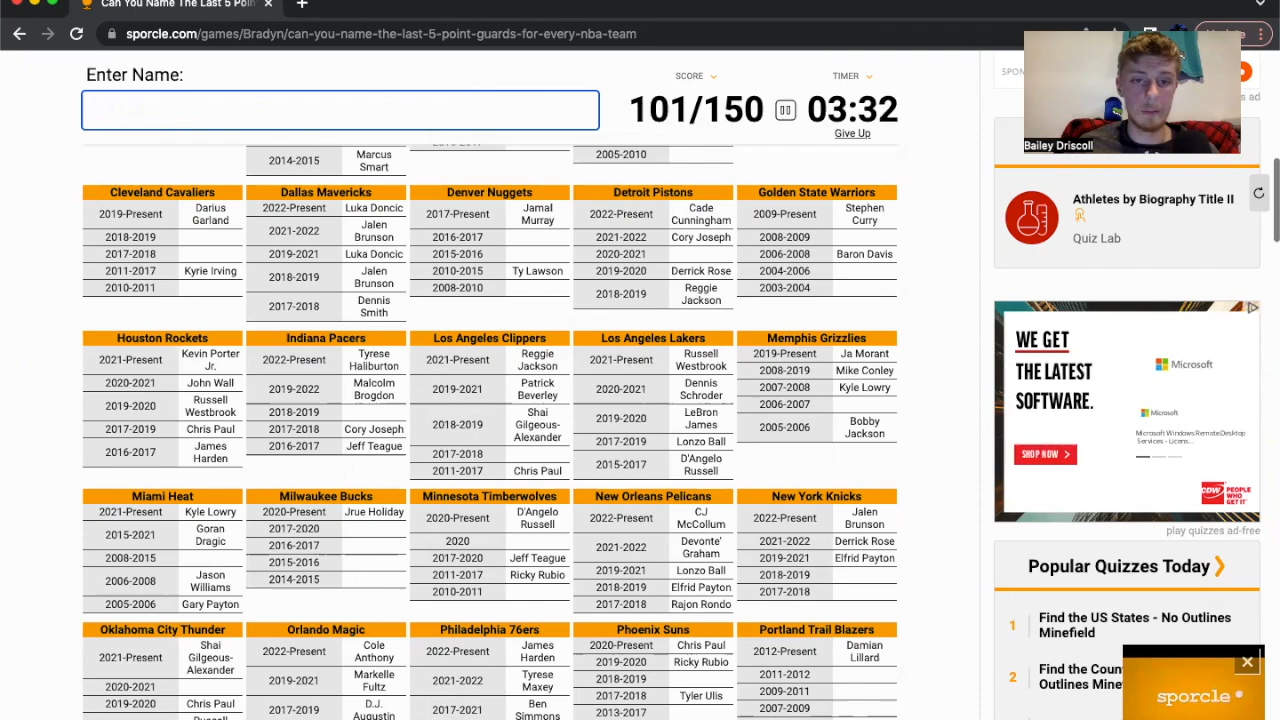 Can You Name The Last 5 Poin
sporcle.com/games/Bradyn/can-you-name-the-last-5-point-guards-for-every-nba-team
Enter Name:
SCORE
TIMER
101/150
03:32
Give Up
Bailey Driscoll
2014-2015 Marcus Smart
2005-2010
Cleveland Cavaliers
2019-Present Darius Garland
2018-2019
2017-2018
2011-2017 Kyrie Irving
2010-2011
Dallas Mavericks
2022-Present Luka Doncic
2021-2022 Jalen Brunson
2019-2021 Luka Doncic
2018-2019 Jalen Brunson
2017-2018 Dennis Smith
Denver Nuggets
2017-Present Jamal Murray
2016-2017
2015-2016
2010-2015 Ty Lawson
2008-2010
Detroit Pistons
2022-Present Cade Cunningham
2021-2022 Cory Joseph
2020-2021
2019-2020 Derrick Rose
2018-2019 Reggie Jackson
Golden State Warriors
2009-Present Stephen Curry
2008-2009
2006-2008 Baron Davis
2004-2006
2003-2004
Houston Rockets
2021-Present Kevin Porter Jr.
2020-2021 John Wall
2019-2020 Russell Westbrook
2017-2019 Chris Paul
2016-2017 James Harden
Indiana Pacers
2022-Present Tyrese Haliburton
2019-2022 Malcolm Brogdon
2018-2019
2017-2018 Cory Joseph
2016-2017 Jeff Teague
Los Angeles Clippers
2021-Present Reggie Jackson
2019-2021 Patrick Beverley
2018-2019 Shai Gilgeous-Alexander
2017-2018
2011-2017 Chris Paul
Los Angeles Lakers
2021-Present Russell Westbrook
2020-2021 Dennis Schroder
2019-2020 LeBron James
2017-2019 Lonzo Ball
2015-2017 D'Angelo Russell
Memphis Grizzlies
2019-Present Ja Morant
2008-2019 Mike Conley
2007-2008 Kyle Lowry
2006-2007
2005-2006 Bobby Jackson
Miami Heat
2021-Present Kyle Lowry
2015-2021 Goran Dragic
2008-2015
2006-2008 Jason Williams
2005-2006 Gary Payton
Milwaukee Bucks
2020-Present Jrue Holiday
2017-2020
2016-2017
2015-2016
2014-2015
Minnesota Timberwolves
2020-Present D'Angelo Russell
2020
2017-2020 Jeff Teague
2011-2017 Ricky Rubio
2010-2011
New Orleans Pelicans
2022-Present CJ McCollum
2021-2022 Devonte' Graham
2019-2021 Lonzo Ball
2018-2019 Elfrid Payton
2017-2018 Rajon Rondo
New York Knicks
2022-Present Jalen Brunson
2021-2022 Derrick Rose
2019-2021 Elfrid Payton
2018-2019
2017-2018
Oklahoma City Thunder
2021-Present Shai Gilgeous-Alexander
2020-2021
2019-2020 Chris Paul
Orlando Magic
2022-Present Cole Anthony
2019-2021 Markelle Fultz
2017-2019 D.J. Augustin
Philadelphia 76ers
2022-Present James Harden
2021-2022 Tyrese Maxey
2017-2021 Ben Simmons
Phoenix Suns
2020-Present Chris Paul
2019-2020 Ricky Rubio
2018-2019
2017-2018 Tyler Ulis
2013-2017
Portland Trail Blazers
2012-Present Damian Lillard
2011-2012
2009-2011
2007-2009
Athletes by Biography Title II
Quiz Lab
WE GET
THE LATEST
SOFTWARE.
Microsoft
Microsoft
Microsoft Windows Remote Desktop
Services - Licens...
SHOP NOW
CDW
PEOPLE
WHO
GET IT
play quizzes ad-free
Popular Quizzes Today
1 Find the US States - No Outlines
Minefield
2 Find the Coun
Outlines Mine
sporcle